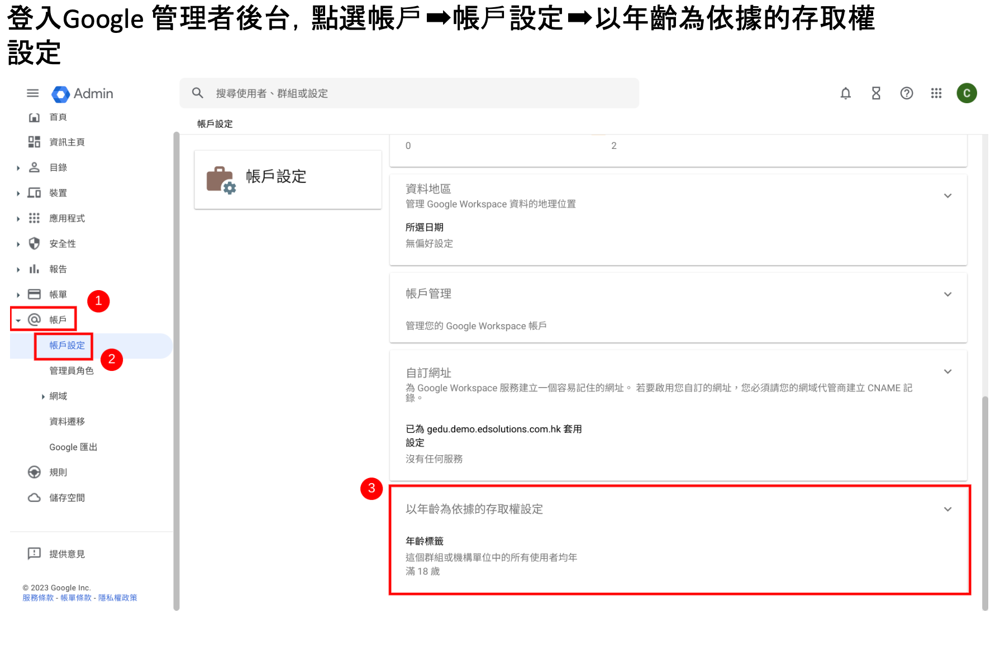 登入Google 管理者後台，點選帳戶➡帳戶設定➡以年齡為依據的存取權
設定
Admin
搜尋使用者、群組或設定
C
首頁
帳戶設定
資訊主頁
目錄
裝置
應用程式
安全性
報告
帳單
1
帳戶
帳戶設定
2
管理員角色
網域
資料遷移
Google 匯出
規則
儲存空間
提供意見
© 2023 Google Inc.
服務條款 - 帳單條款 - 隱私權政策
帳戶設定
0
2
資料地區
管理 Google Workspace 資料的地理位置
所選日期
無偏好設定
帳戶管理
管理您的 Google Workspace 帳戶
自訂網址
為 Google Workspace 服務建立一個容易記住的網址。 若要啟用您自訂的網址，您必須請您的網域代管商建立 CNAME 記
錄。
已為 gedu.demo.edsolutions.com.hk 套用
設定
沒有任何服務
3
以年齡為依據的存取權設定
年齡標籤
這個群組或機構單位中的所有使用者均年
滿 18 歲